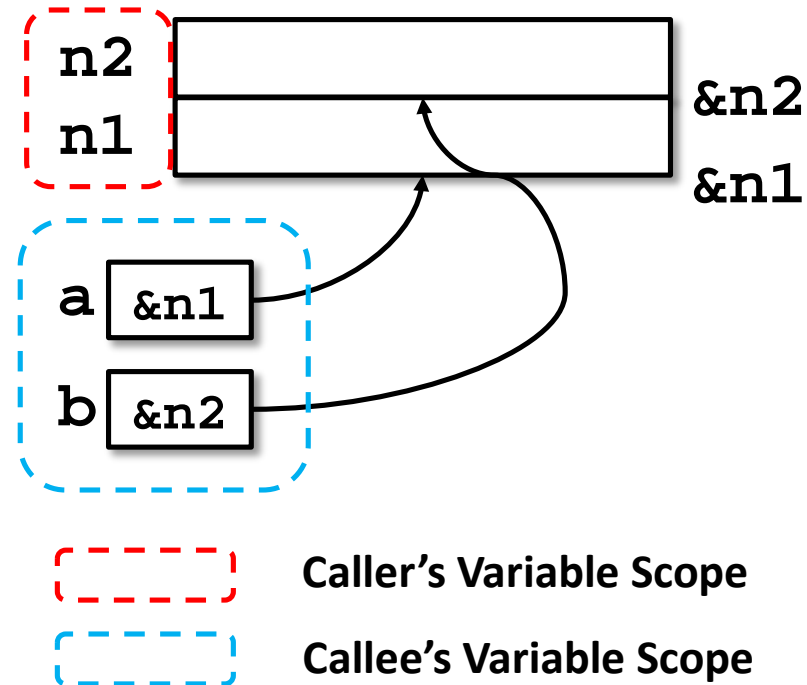 n2
&n2
n1
&n1
a &n1
b &n2
Caller’s Variable Scope
Callee’s Variable Scope